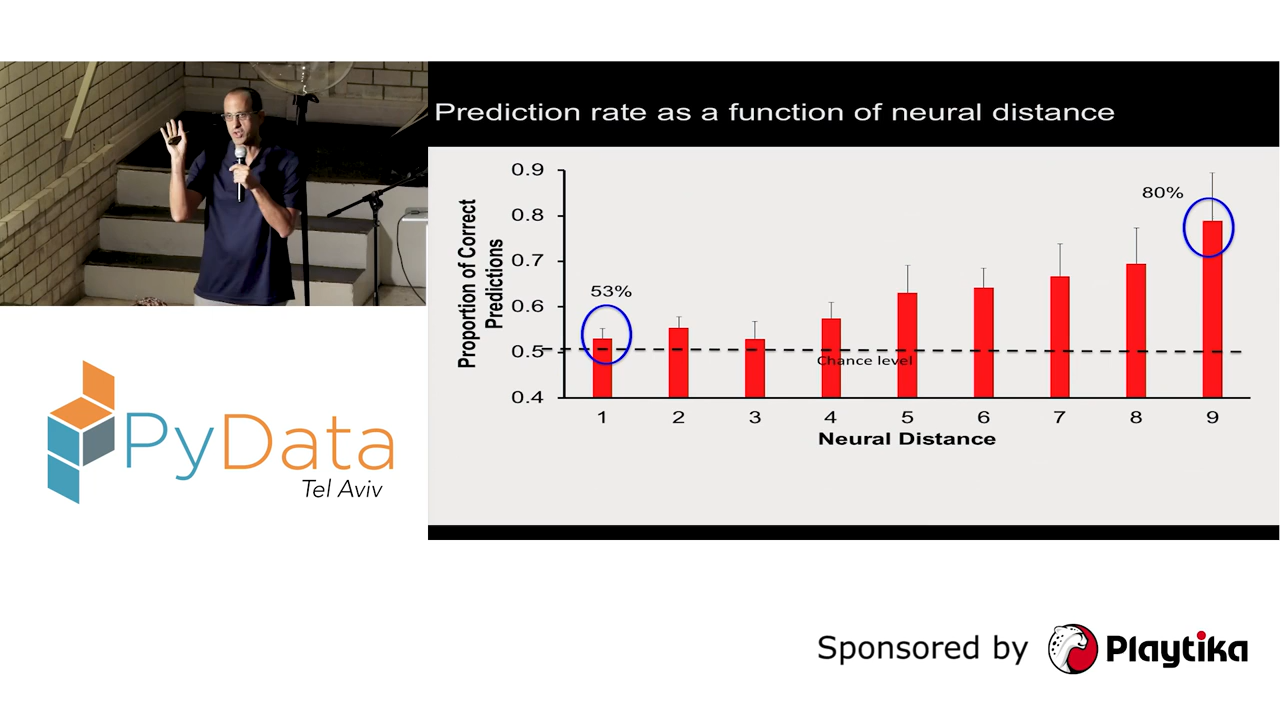 Prediction rate as a function of neural distance
Proportion of Correct
Predictions
0.9
0.8
0.7
0.6
0.5
0.4
53%
80%
Chance level
1 2 3 4 5 6 7 8 9
Neural Distance
PyData
Tel Aviv
Sponsored by Playtika